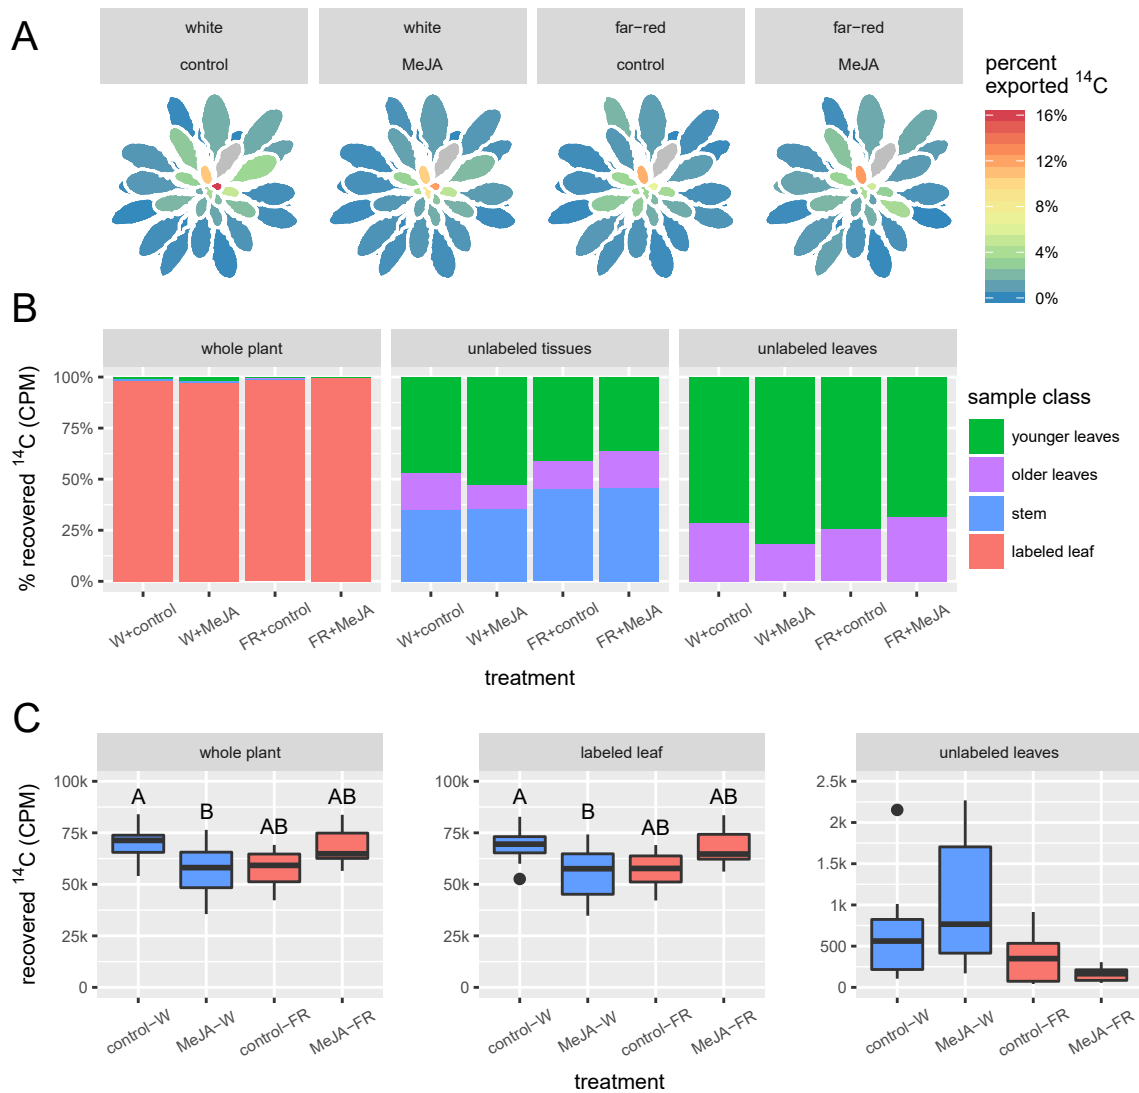 A
white
control
white
MeJA
far−red
control
far−red
MeJA
percent
exported ¹⁴C
16%
12%
8%
4%
0%
B
whole plant
unlabeled tissues
unlabeled leaves
% recovered ¹⁴C (CPM)
100%
75%
50%
25%
0%
W+control
W+MeJA
FR+control
FR+MeJA
W+control
W+MeJA
FR+control
FR+MeJA
W+control
W+MeJA
FR+control
FR+MeJA
treatment
sample class
younger leaves
older leaves
stem
labeled leaf
C
recovered ¹⁴C (CPM)
whole plant
100k
75k
50k
25k
0
A
B
AB
AB
control−W
MeJA−W
control−FR
MeJA−FR
labeled leaf
100k
75k
50k
25k
0
A
B
AB
AB
control−W
MeJA−W
control−FR
MeJA−FR
unlabeled leaves
2.5k
2k
1.5k
1k
500
0
control−W
MeJA−W
control−FR
MeJA−FR
treatment